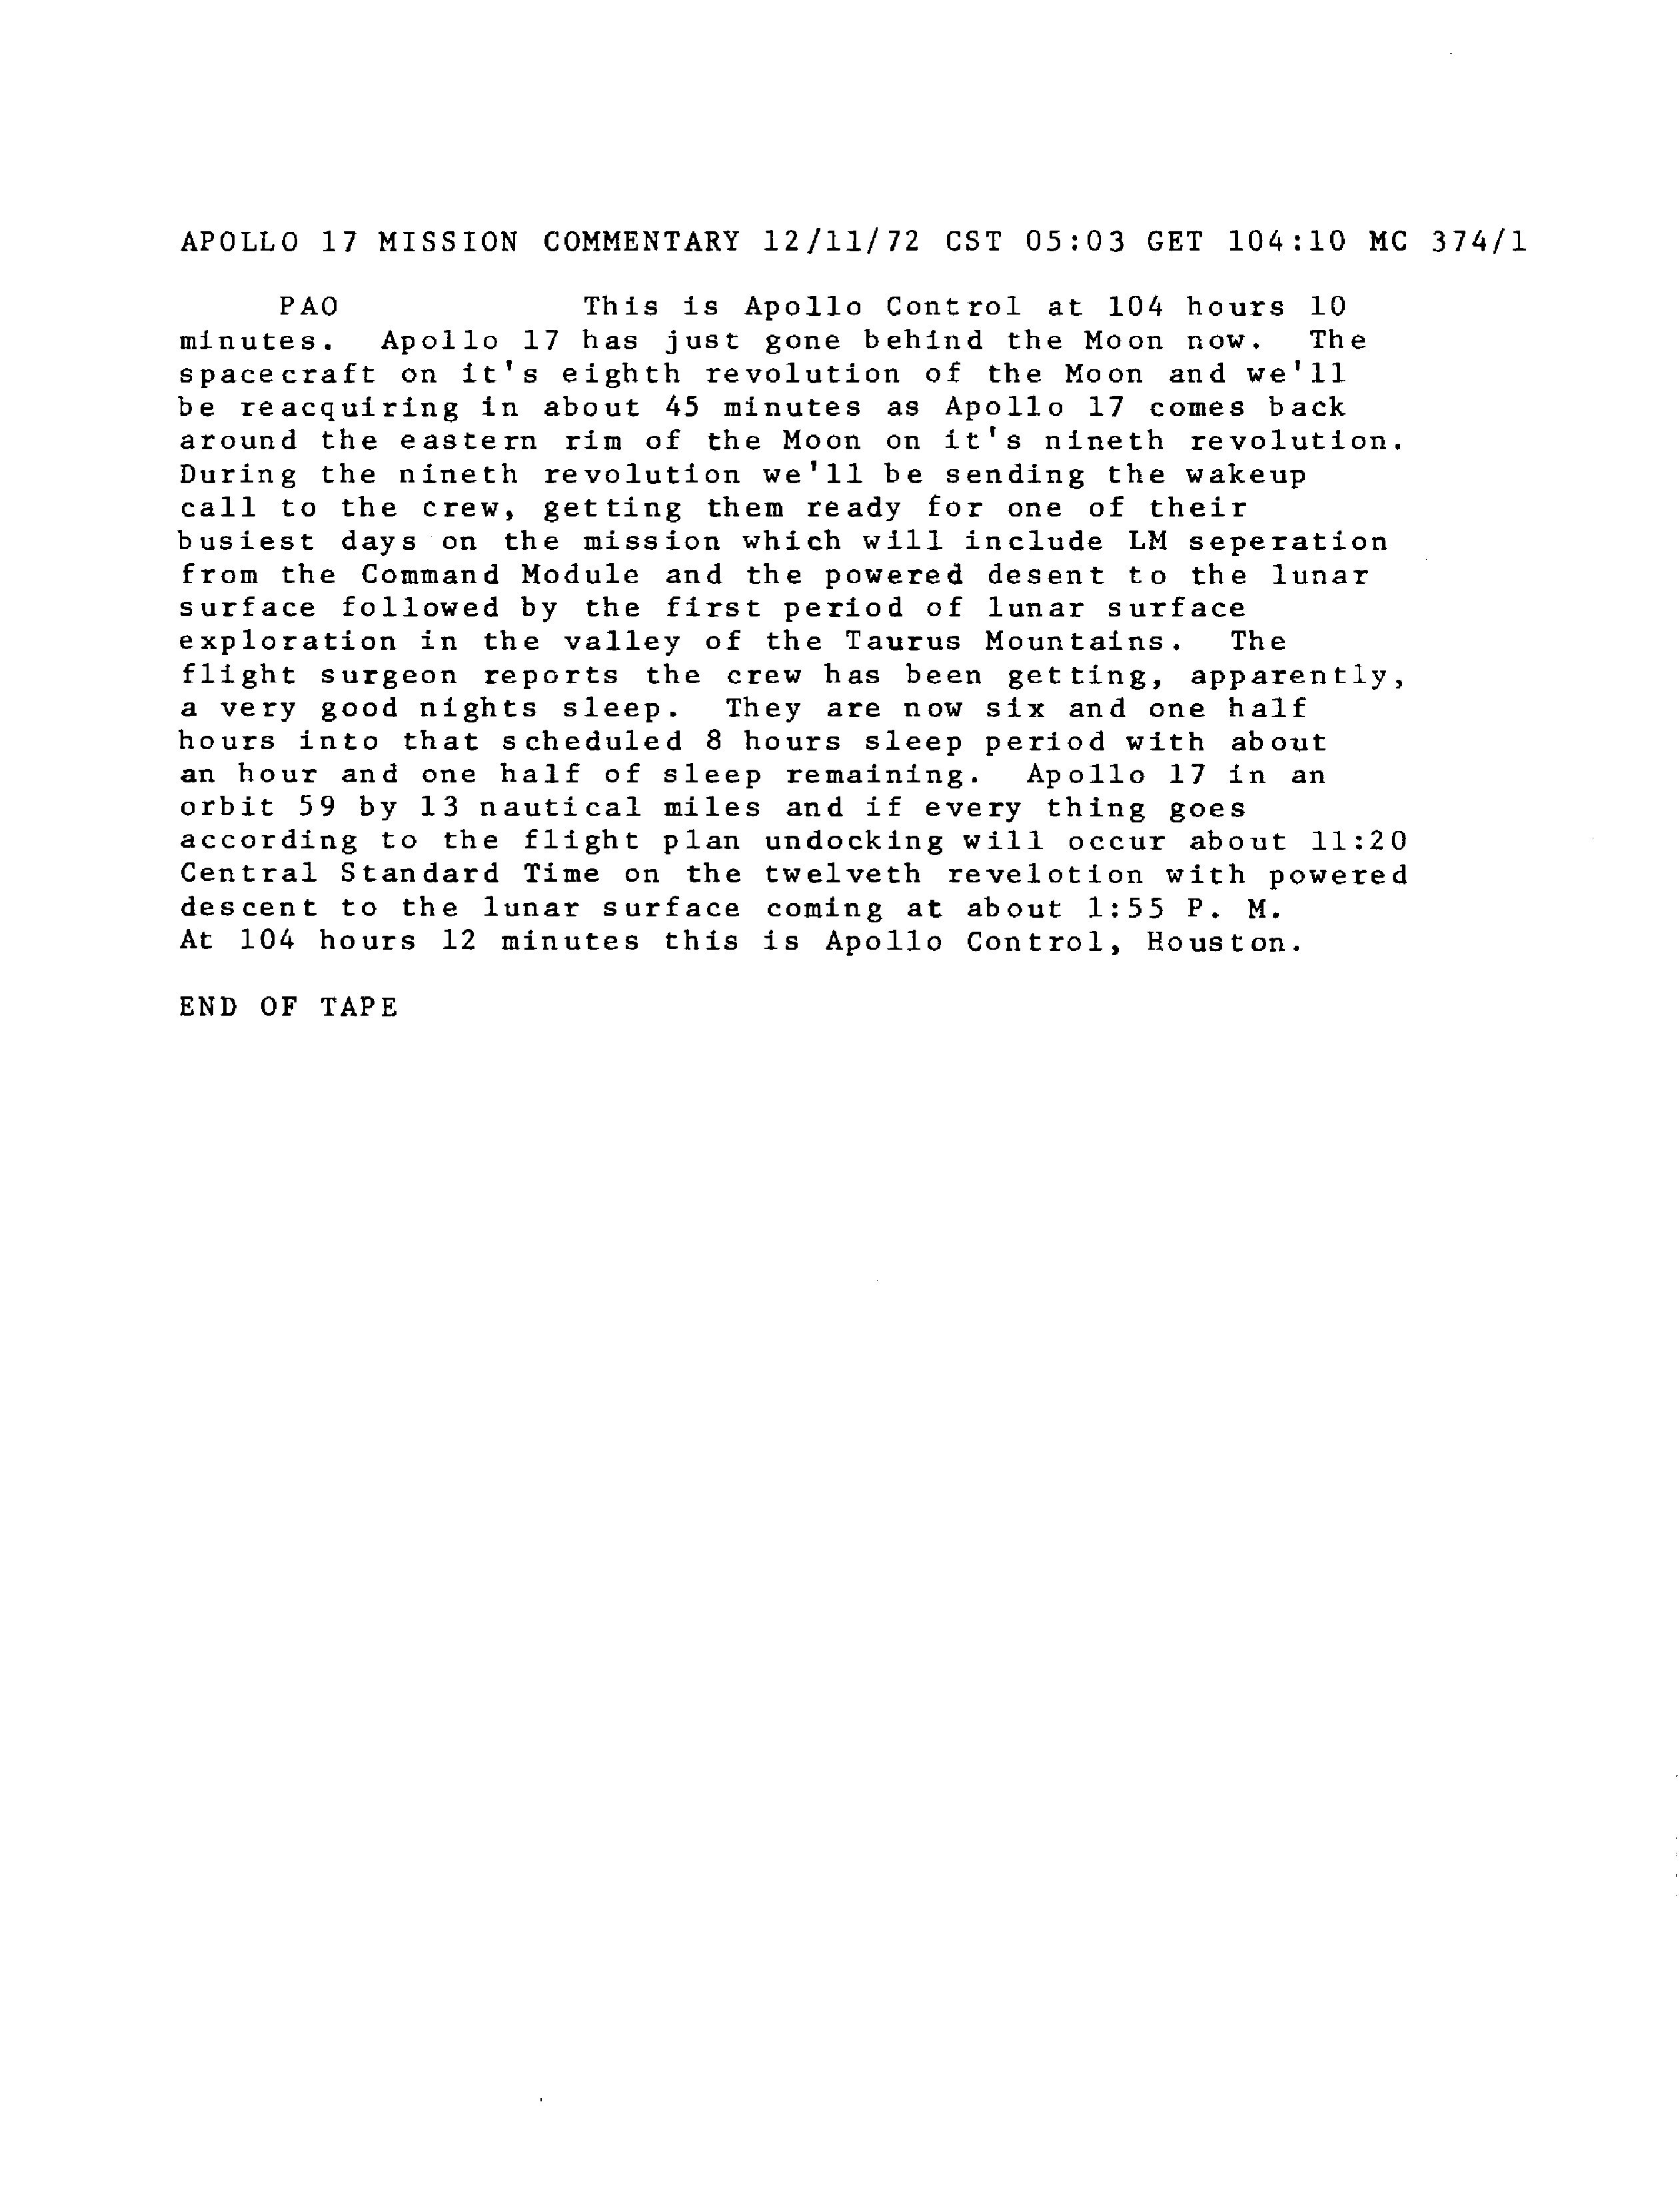 APOLLO 17 MISSION COMMENTARY 12/11/72 CST 05:03 GET 104:10 MC 374/1
PAO This is Apollo Control at 104 hours 10
minutes. Apollo 17 has just gone behind the Moon now. The
spacecraft on it's eighth revolution of the Moon and we'll
be reacquiring in about 45 minutes as Apollo 17 comes back
around the eastern rim of the Moon on it's nineth revolution.
During the nineth revolution we'll be sending the wakeup
call to the crew, getting them ready for one of their
busiest days on the mission which will include LM seperation
from the Command Module and the powered desent to the lunar
surface followed by the first period of lunar surface
exploration in the valley of the Taurus Mountains. The
flight surgeon reports the crew has been getting, apparently,
a very good nights sleep. They are now six and one half
hours into that scheduled 8 hours sleep period with about
an hour and one half of sleep remaining. Apollo 17 in an
orbit 59 by 13 nautical miles and if every thing goes
according to the flight plan undocking will occur about 11:20
Central Standard Time on the twelveth revelotion with powered
descent to the lunar surface coming at about 1:55 P. M.
At 104 hours 12 minutes this is Apollo Control, Houston.
END OF TAPE